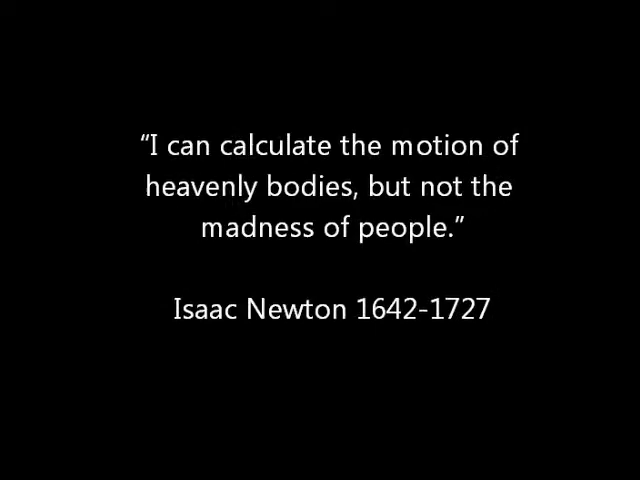 “I can calculate the motion of
heavenly bodies, but not the
madness of people.”
Isaac Newton 1642-1727